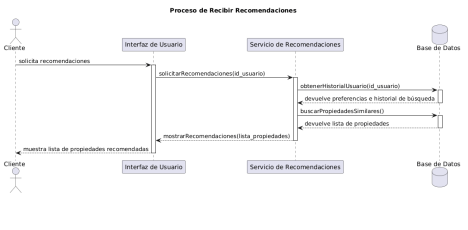 Proceso de Recibir Recomendaciones
Cliente
Interfaz de Usuario
Servicio de Recomendaciones
Base de Datos
solicita recomendaciones
solicitarRecomendaciones(id_usuario)
obtenerHistorialUsuario(id_usuario)
devuelve preferencias e historial de búsqueda
buscarPropiedadesSimilares()
devuelve lista de propiedades
mostrarRecomendaciones(lista_propiedades)
muestra lista de propiedades recomendadas
Cliente
Interfaz de Usuario
Servicio de Recomendaciones
Base de Datos